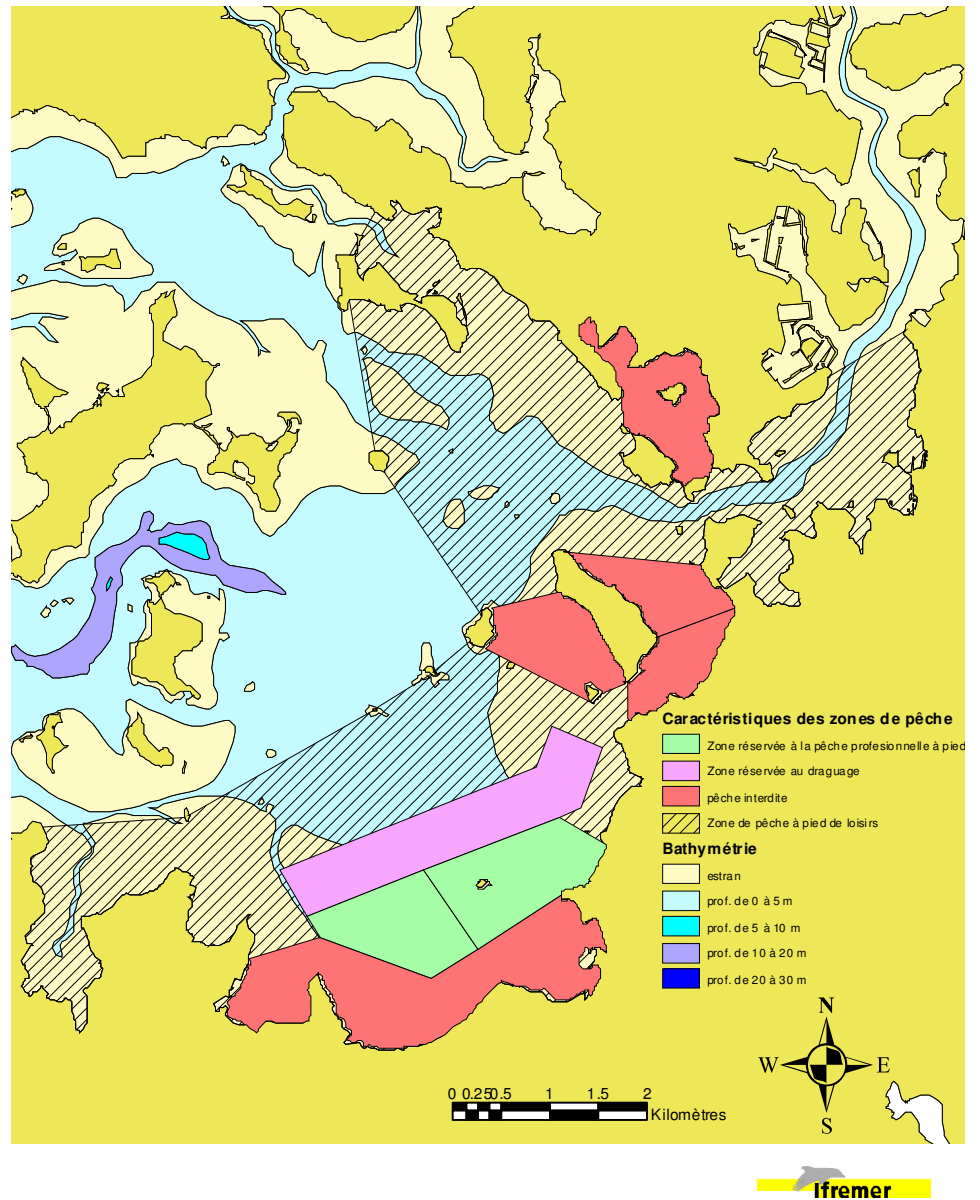 Caractéristiques des zones de pêche
Zone réservée à la pêche profesionnelle à pied
Zone réservée au draguage
pêche interdite
Zone de pêche à pied de loisirs
Bathymétrie
estran
prof. de 0 à 5 m
prof. de 5 à 10 m
prof. de 10 à 20 m
prof. de 20 à 30 m
N
W
E
S
0 0.25 0.5 1 1.5 2
Kilomètres
Ifremer